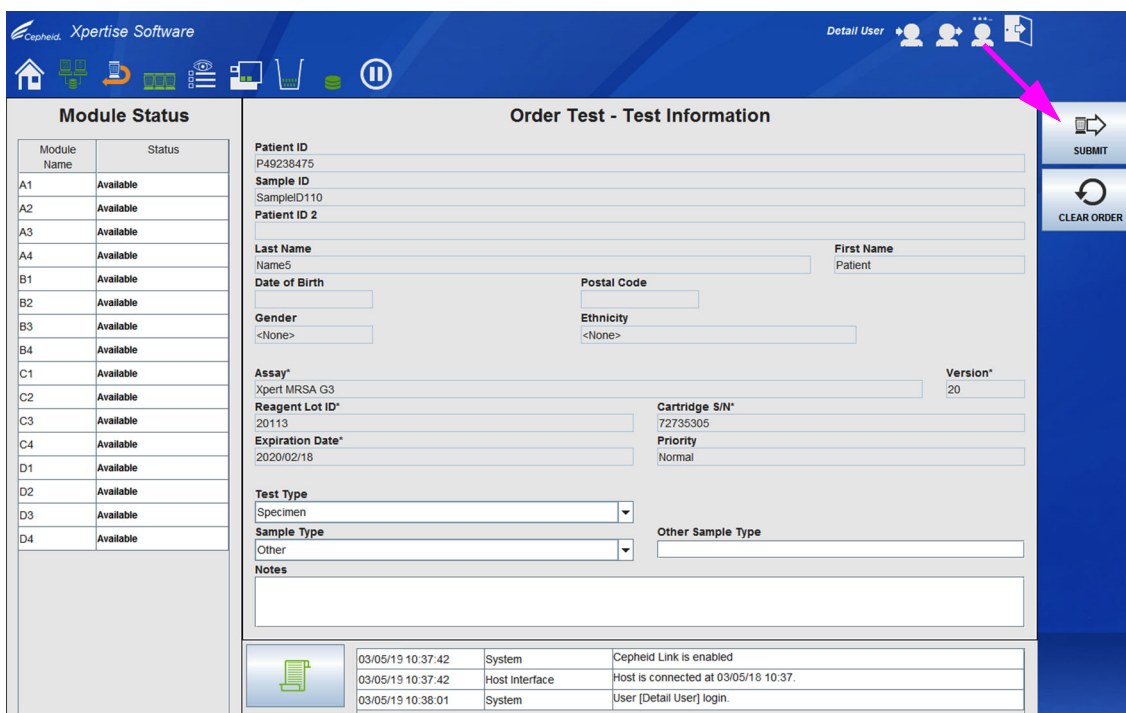 Cepheid. Xpertise Software
Detail User
Module Status
Module Name Status
A1 Available
A2 Available
A3 Available
A4 Available
B1 Available
B2 Available
B3 Available
B4 Available
C1 Available
C2 Available
C3 Available
C4 Available
D1 Available
D2 Available
D3 Available
D4 Available
Order Test - Test Information
Patient ID
P49238475
Sample ID
SampleID110
Patient ID 2
Last Name First Name
Name5 Patient
Date of Birth Postal Code
Gender Ethnicity
<None> <None>
Assay* Version*
Xpert MRSA G3 20
Reagent Lot ID* Cartridge S/N*
20113 72735305
Expiration Date* Priority
2020/02/18 Normal
Test Type
Specimen
Sample Type Other Sample Type
Other
Notes
03/05/19 10:37:42 System Cepheid Link is enabled
03/05/19 10:37:42 Host Interface Host is connected at 03/05/18 10:37.
03/05/19 10:38:01 System User [Detail User] login.
SUBMIT
CLEAR ORDER